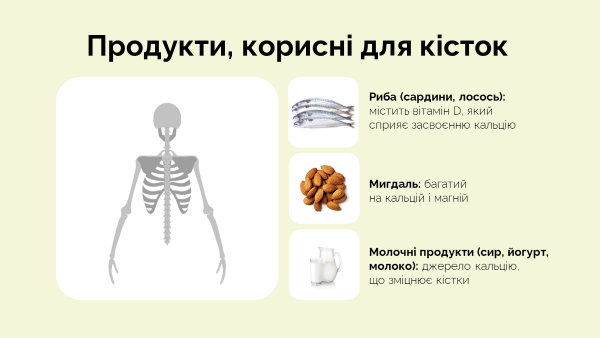 Продукти, корисні для кісток
Риба (сардини, лосось):
містить вітамін D, який
сприяє засвоєнню кальцію
Мигдаль: багатий
на кальцій і магній
Молочні продукти (сир, йогурт,
молоко): джерело кальцію,
що зміцнює кістки